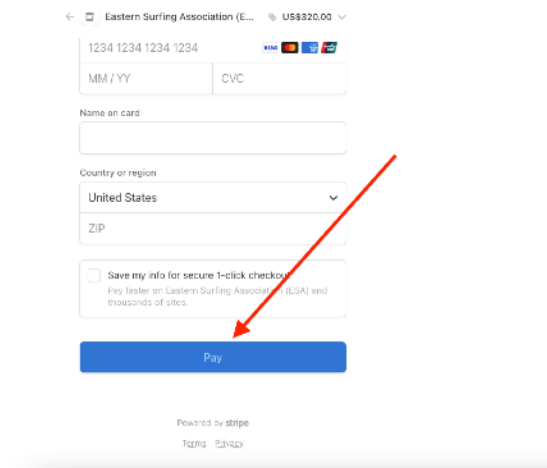 Eastern Surfing Association (E... US$320.00
1234 1234 1234 1234 VISA
MM / YY CVC
Name on card
Country or region
United States
ZIP
Save my info for secure 1-click checkout
Pay faster on Eastern Surfing Association (ESA) and
thousands of sites.
Pay
Powered by stripe
Terms Privacy